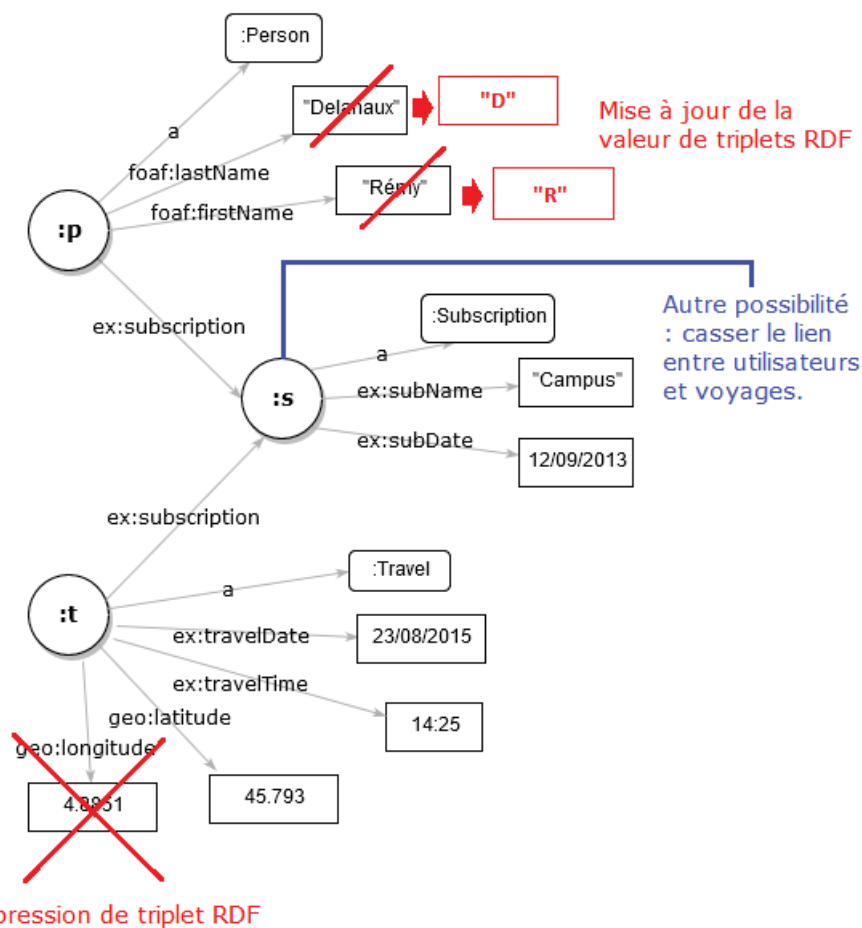 :Person
"Delanaux"
"D"
Mise à jour de la
valeur de triplets RDF
a
foaf:lastName
"Rémy"
"R"
foaf:firstName
:p
Autre possibilité
: casser le lien
entre utilisateurs
et voyages.
ex:subscription
:Subscription
a
"Campus"
:s
ex:subName
ex:subDate
12/09/2013
ex:subscription
:Travel
a
:t
ex:travelDate
23/08/2015
ex:travelTime
geo:latitude
14:25
geo:longitude
45.793
pression de triplet RDF